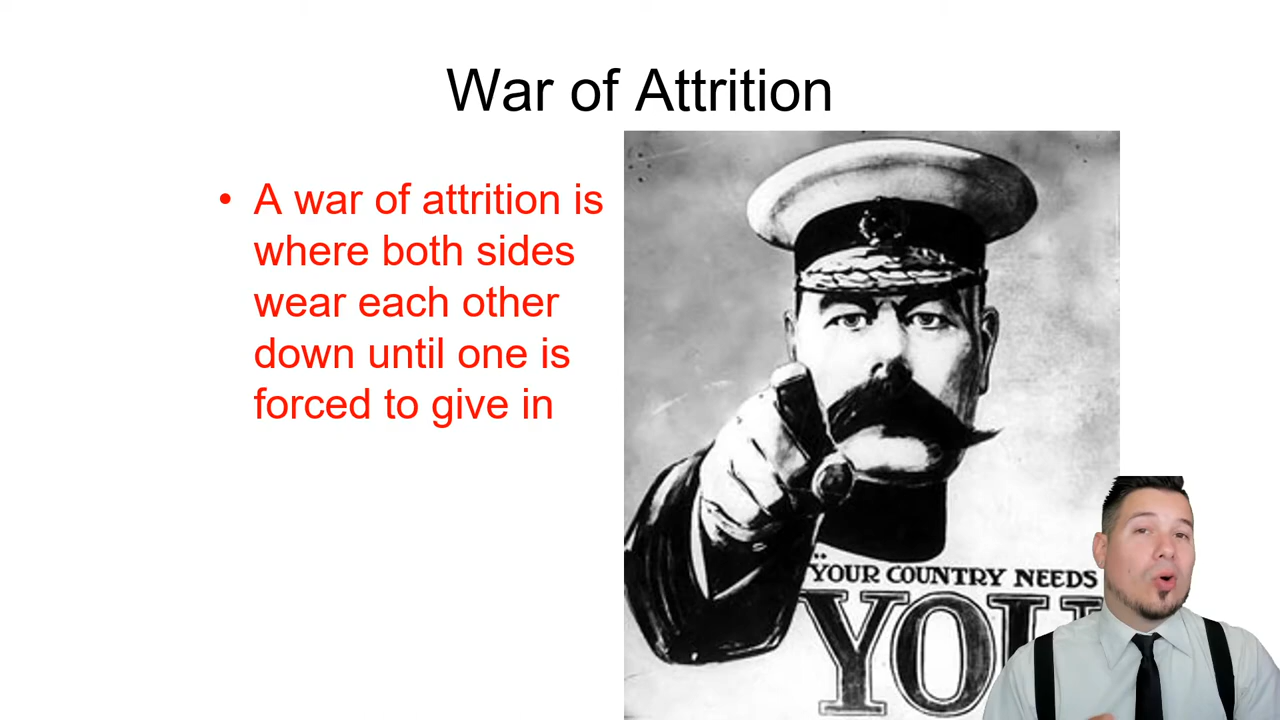 War of Attrition
• A war of attrition is
where both sides
wear each other
down until one is
forced to give in
"YOUR COUNTRY NEEDS
YOU